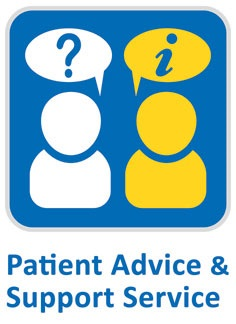 ? i
Patient Advice &
Support Service